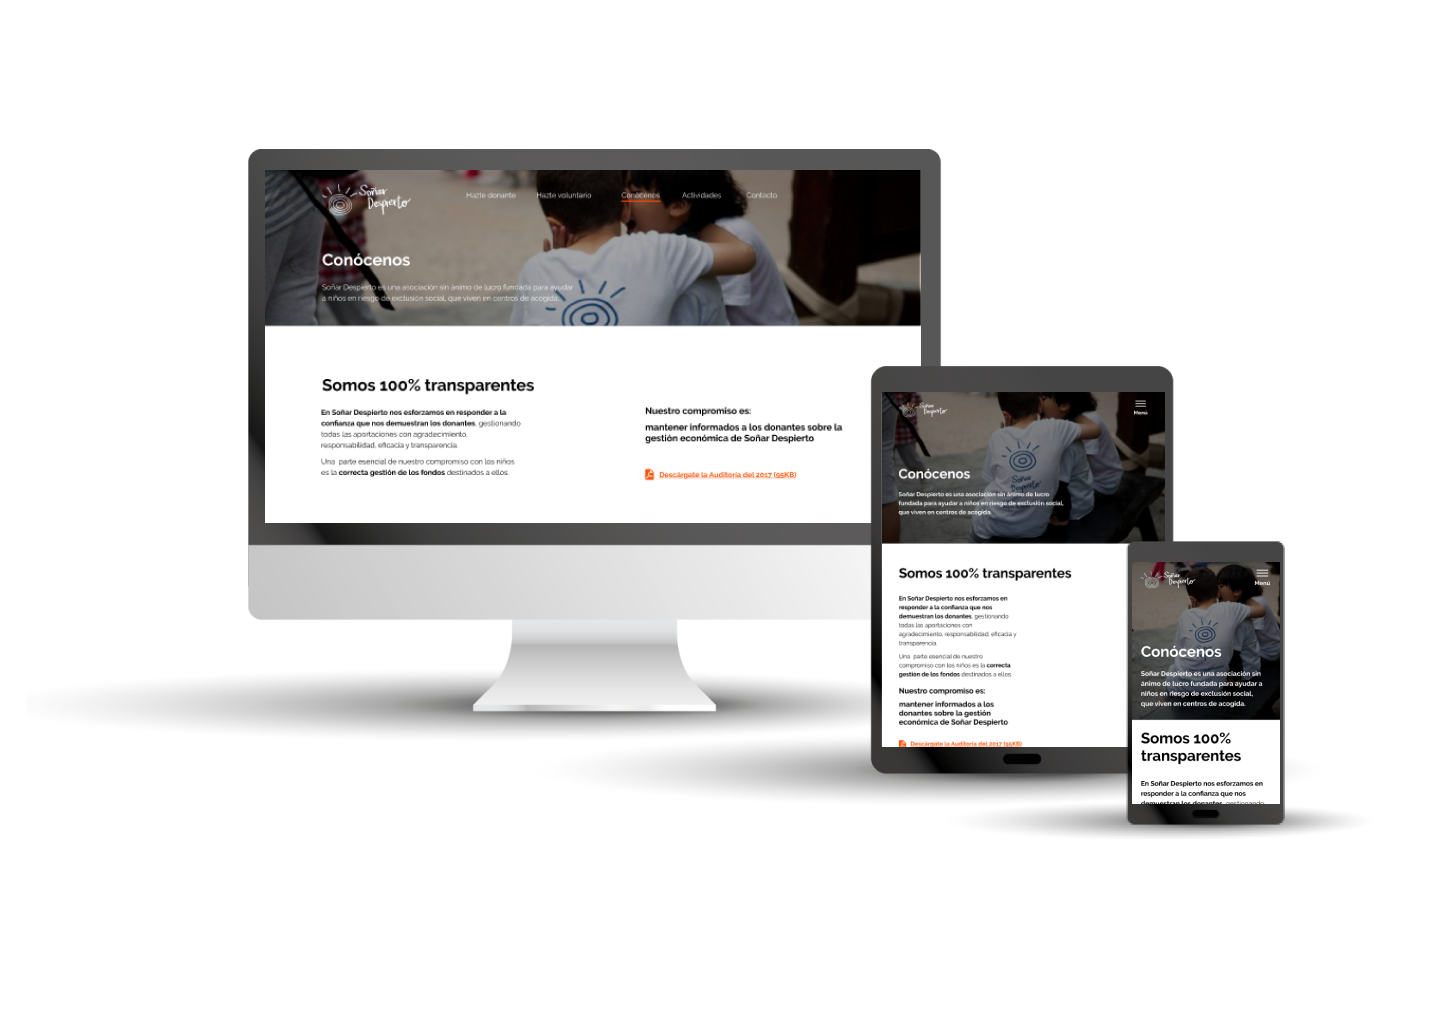 Soñar
Despierto
Hazte donante
Hazte voluntario
Conócenos
Actividades
Contacto
Conócenos
Soñar Despierto es una asociación sin ánimo de lucro fundada para ayudar
a niños en riesgo de exclusión social, que viven en centros de acogida.
Somos 100% transparentes
En Soñar Despierto nos esforzamos en responder a la
confianza que nos demuestran los donantes, gestionando
todas las aportaciones con agradecimiento,
responsabilidad, eficacia y transparencia.
Una parte esencial de nuestro compromiso con los niños
es la correcta gestión de los fondos destinados a ellos.
Nuestro compromiso es:
mantener informados a los donantes sobre la
gestión económica de Soñar Despierto
Descárgate la Auditoría del 2017 (95KB)
Soñar
Despierto
Menú
Soñar
Despierto
Conócenos
Soñar Despierto es una asociación sin ánimo de lucro
fundada para ayudar a niños en riesgo de exclusión social,
que viven en centros de acogida.
Somos 100% transparentes
En Soñar Despierto nos esforzamos en
responder a la confianza que nos
demuestran los donantes, gestionando
todas las aportaciones con
agradecimiento, responsabilidad, eficacia y
transparencia.
Una parte esencial de nuestro
compromiso con los niños es la correcta
gestión de los fondos destinados a ellos.
Nuestro compromiso es:
mantener informados a los
donantes sobre la gestión
económica de Soñar Despierto
Descárgate la Auditoría del 2017 (95KB)
Soñar
Despierto
Menú
Conócenos
Soñar Despierto es una asociación sin
ánimo de lucro fundada para ayudar a
niños en riesgo de exclusión social,
que viven en centros de acogida.
Somos 100%
transparentes
En Soñar Despierto nos esforzamos en
responder a la confianza que nos
demuestran los donantes, gestionando